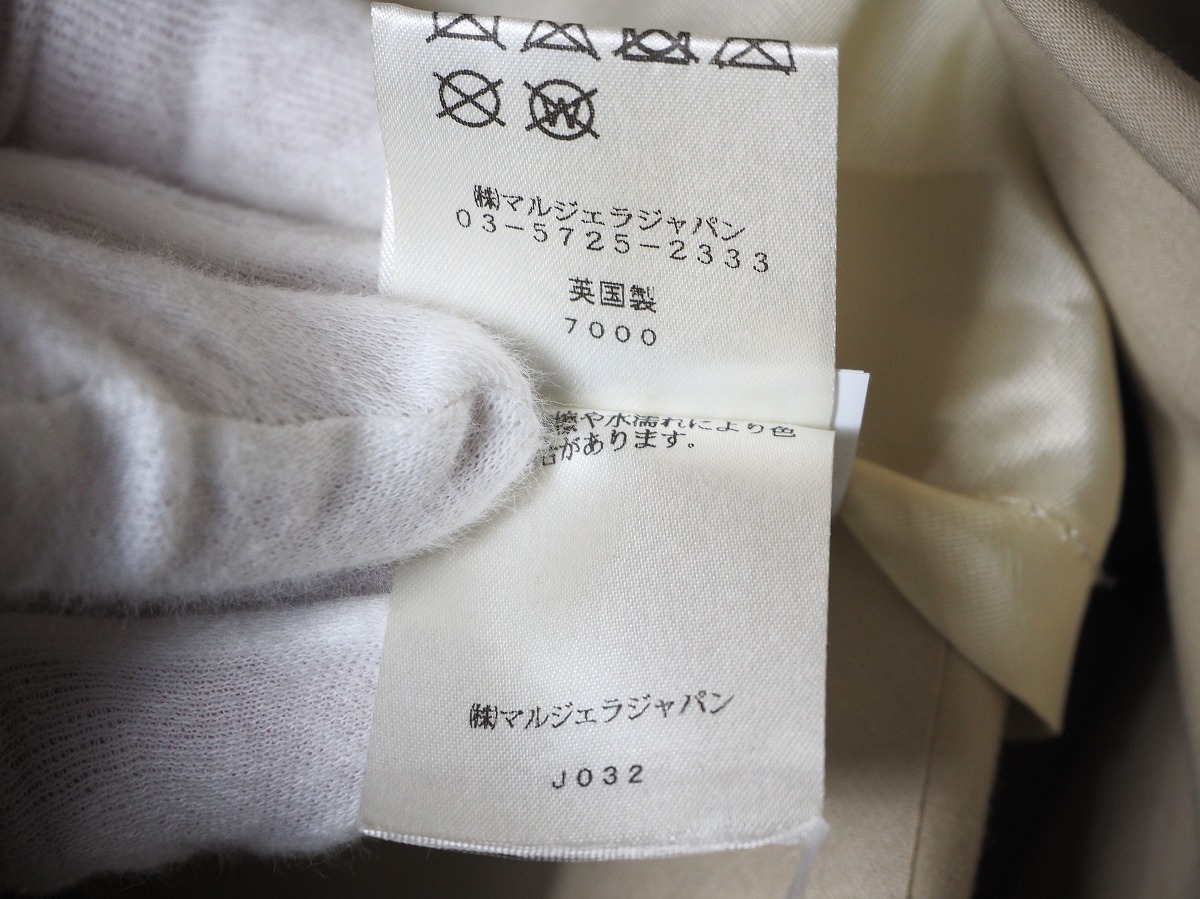 W
㈱マルジェラジャパン
03-5725-2333
英国製
7000
擦や水濡れにより色
があります。
㈱マルジェラジャパン
J032